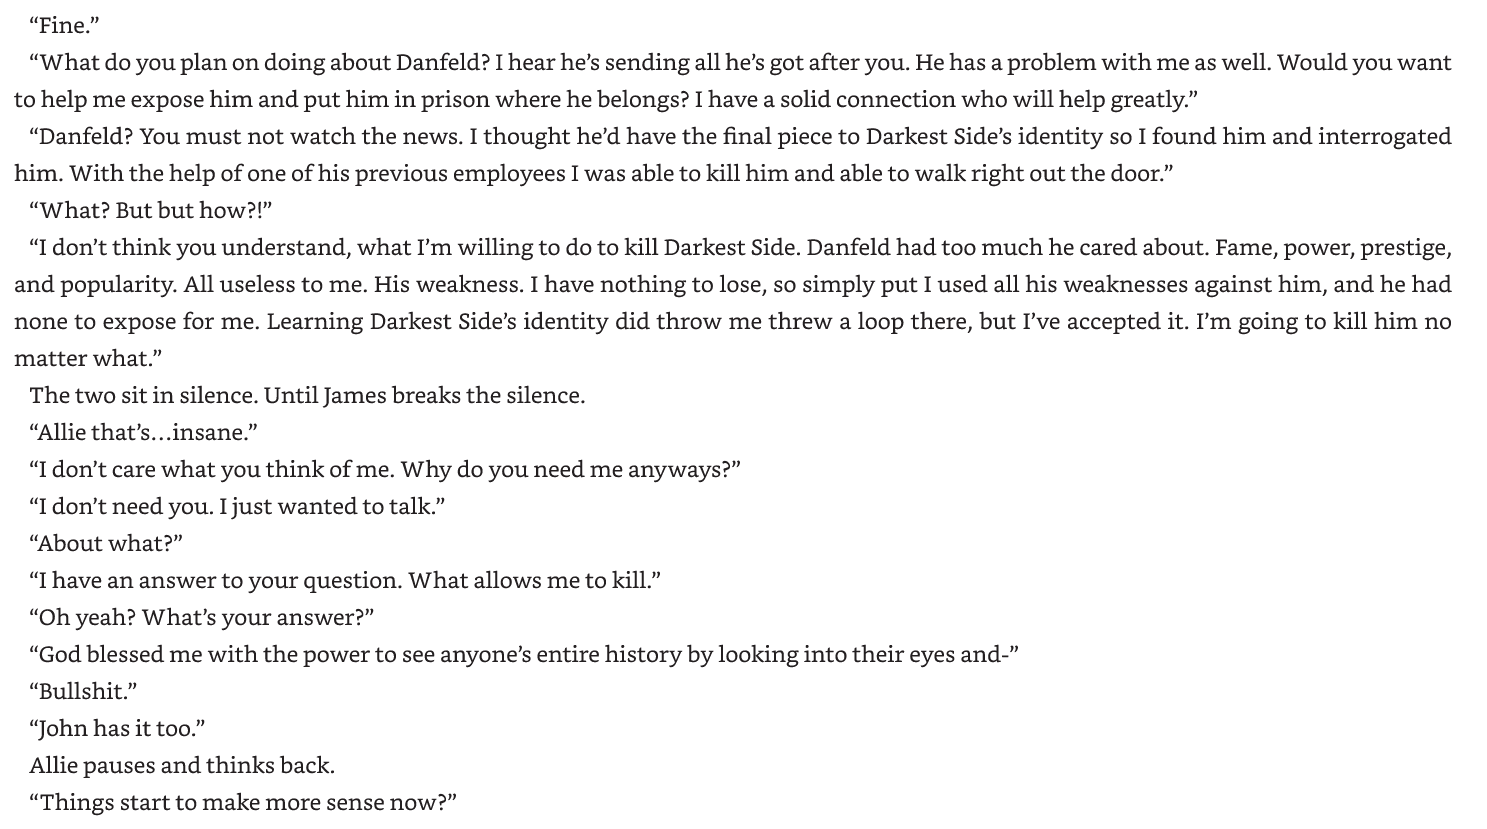 “Fine.”
“What do you plan on doing about Danfeld? I hear he’s sending all he’s got after you. He has a problem with me as well. Would you want
to help me expose him and put him in prison where he belongs? I have a solid connection who will help greatly.”
“Danfeld? You must not watch the news. I thought he’d have the final piece to Darkest Side’s identity so I found him and interrogated
him. With the help of one of his previous employees I was able to kill him and able to walk right out the door.”
“What? But but how?!”
“I don’t think you understand, what I’m willing to do to kill Darkest Side. Danfeld had too much he cared about. Fame, power, prestige,
and popularity. All useless to me. His weakness. I have nothing to lose, so simply put I used all his weaknesses against him, and he had
none to expose for me. Learning Darkest Side’s identity did throw me threw a loop there, but I’ve accepted it. I’m going to kill him no
matter what.”
The two sit in silence. Until James breaks the silence.
“Allie that’s…insane.”
“I don’t care what you think of me. Why do you need me anyways?”
“I don’t need you. I just wanted to talk.”
“About what?”
“I have an answer to your question. What allows me to kill.”
“Oh yeah? What’s your answer?”
“God blessed me with the power to see anyone’s entire history by looking into their eyes and-”
“Bullshit.”
“John has it too.”
Allie pauses and thinks back.
“Things start to make more sense now?”